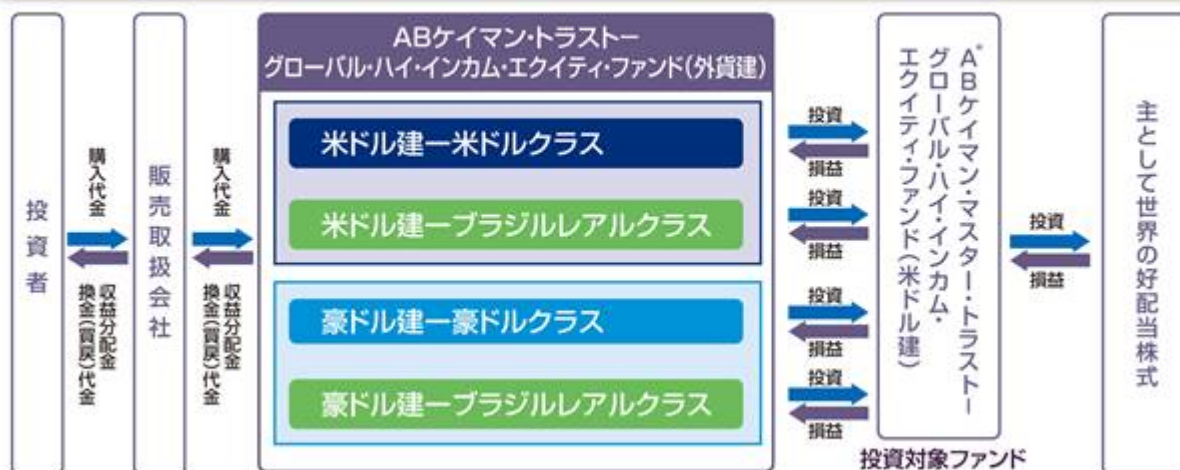 投資者
購入代金
収益分配金
換金(買戻)代金
販売取扱会社
購入代金
収益分配金
換金(買戻)代金
ABケイマン・トラストー
グローバル・ハイ・インカム・エクイティ・ファンド(外貨建)
米ドル建ー米ドルクラス
米ドル建ーブラジルレアルクラス
豪ドル建ー豪ドルクラス
豪ドル建ーブラジルレアルクラス
投資
損益
投資
損益
投資
損益
投資
損益
ABケイマン・マスター・トラストー
グローバル・ハイ・インカム・
エクイティ・ファンド(米ドル建)
*
投資対象ファンド
投資
損益
主として世界の好配当株式